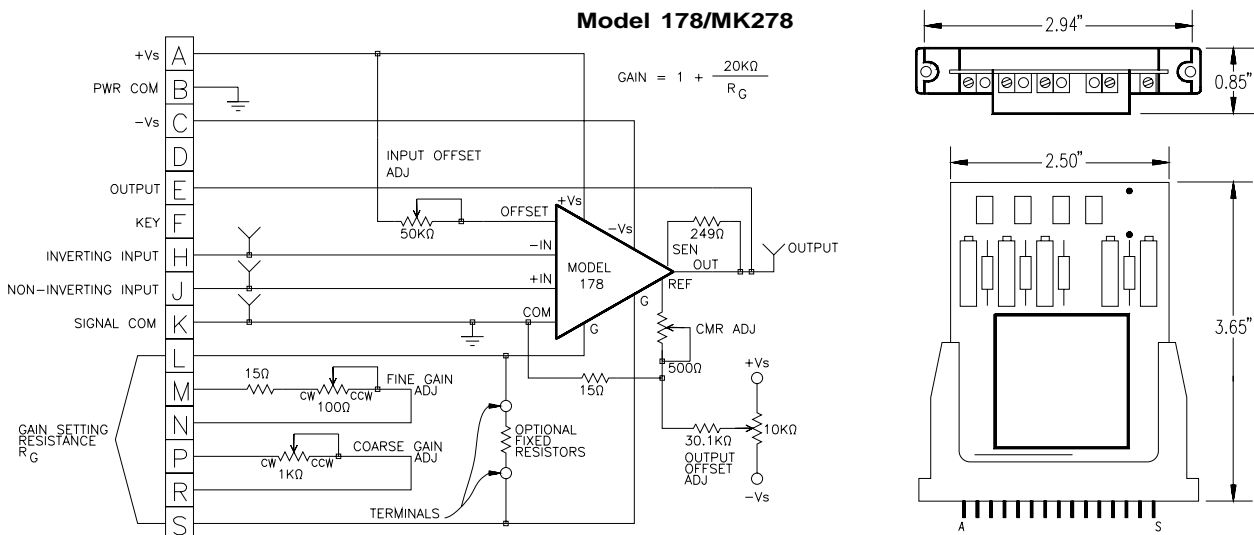 Model 178/MK278
GAIN = 1 + 20KΩ / R G
+Vs A
PWR COM B
−Vs C
D
OUTPUT E
KEY F
INVERTING INPUT H
NON−INVERTING INPUT J
SIGNAL COM K
L
M
N
P
R
S
GAIN SETTING
RESISTANCE
R G
INPUT OFFSET
ADJ
50KΩ
OFFSET
+Vs
−Vs
−IN
+IN
COM
MODEL
178
G
G
SEN
OUT
REF
249Ω
OUTPUT
CMR ADJ
500Ω
15Ω
15Ω
CW
CCW
100Ω
FINE GAIN
ADJ
CW
CCW
1KΩ
COARSE GAIN
ADJ
OPTIONAL
FIXED
RESISTORS
TERMINALS
30.1KΩ
OUTPUT
OFFSET
ADJ
+Vs
10KΩ
−Vs
2.94”
0.85”
2.50”
3.65”
A
S